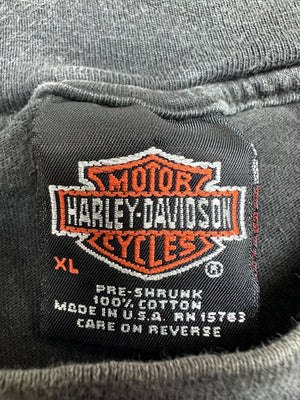 MOTOR
HARLEY-DAVIDSON
CYCLES
XL
®
PRE-SHRUNK
100% COTTON
MADE IN U.S.A. RN 15763
CARE ON REVERSE